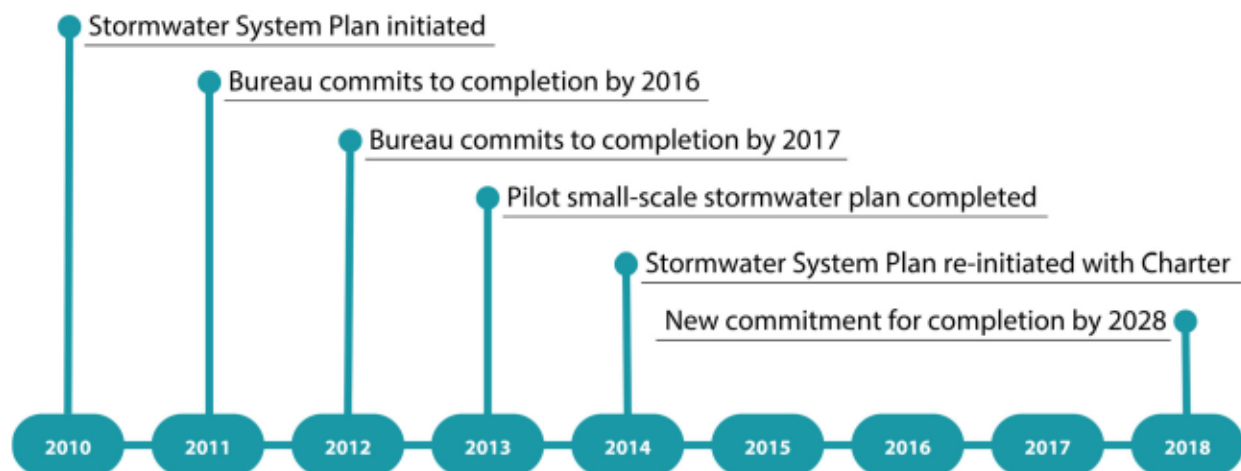 Stormwater System Plan initiated
Bureau commits to completion by 2016
Bureau commits to completion by 2017
Pilot small-scale stormwater plan completed
Stormwater System Plan re-initiated with Charter
New commitment for completion by 2028
2010 2011 2012 2013 2014 2015 2016 2017 2018